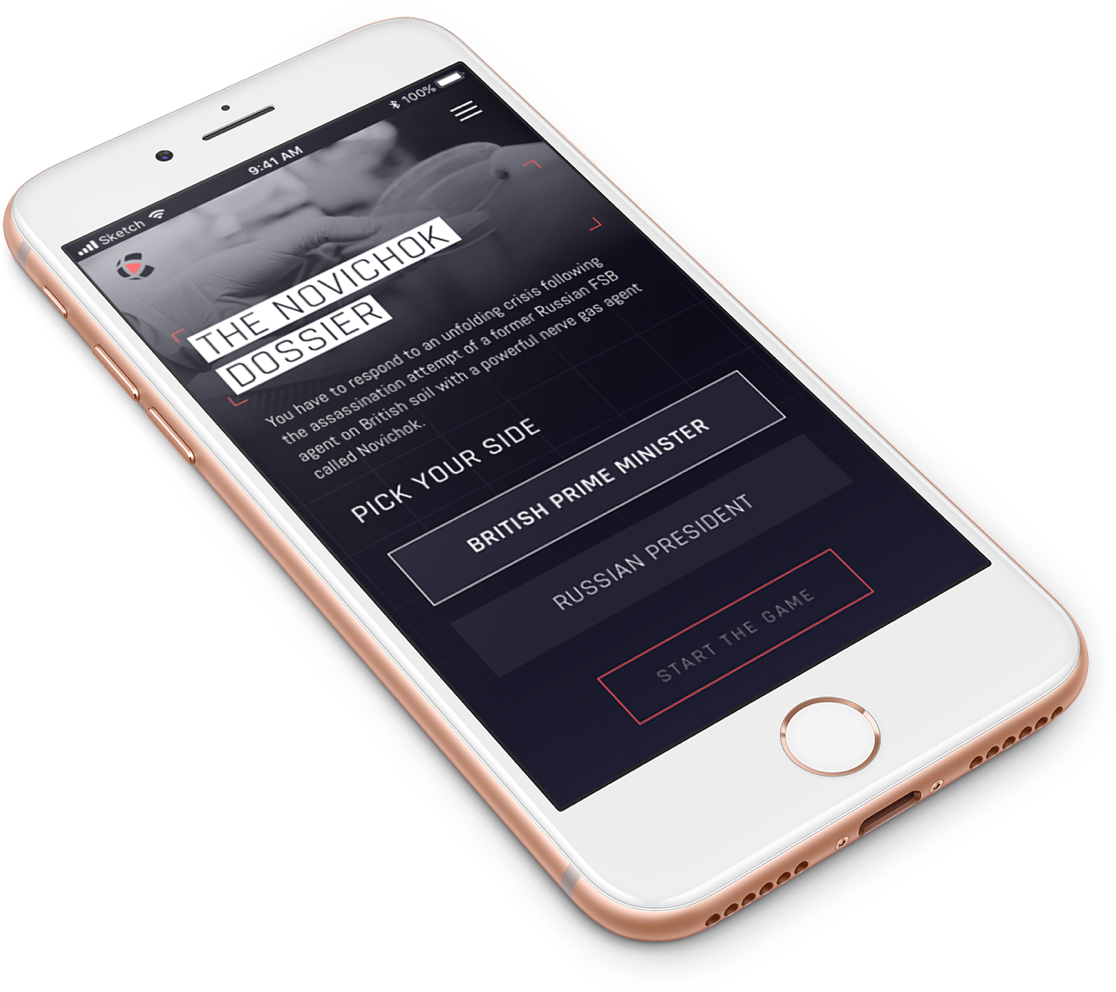 Sketch 9:41 AM 100%
THE NOVICHOK
DOSSIER
You have to respond to an unfolding crisis following
the assassination attempt of a former Russian FSB
agent on British soil with a powerful nerve gas agent
called Novichok.
PICK YOUR SIDE
BRITISH PRIME MINISTER
RUSSIAN PRESIDENT
START THE GAME